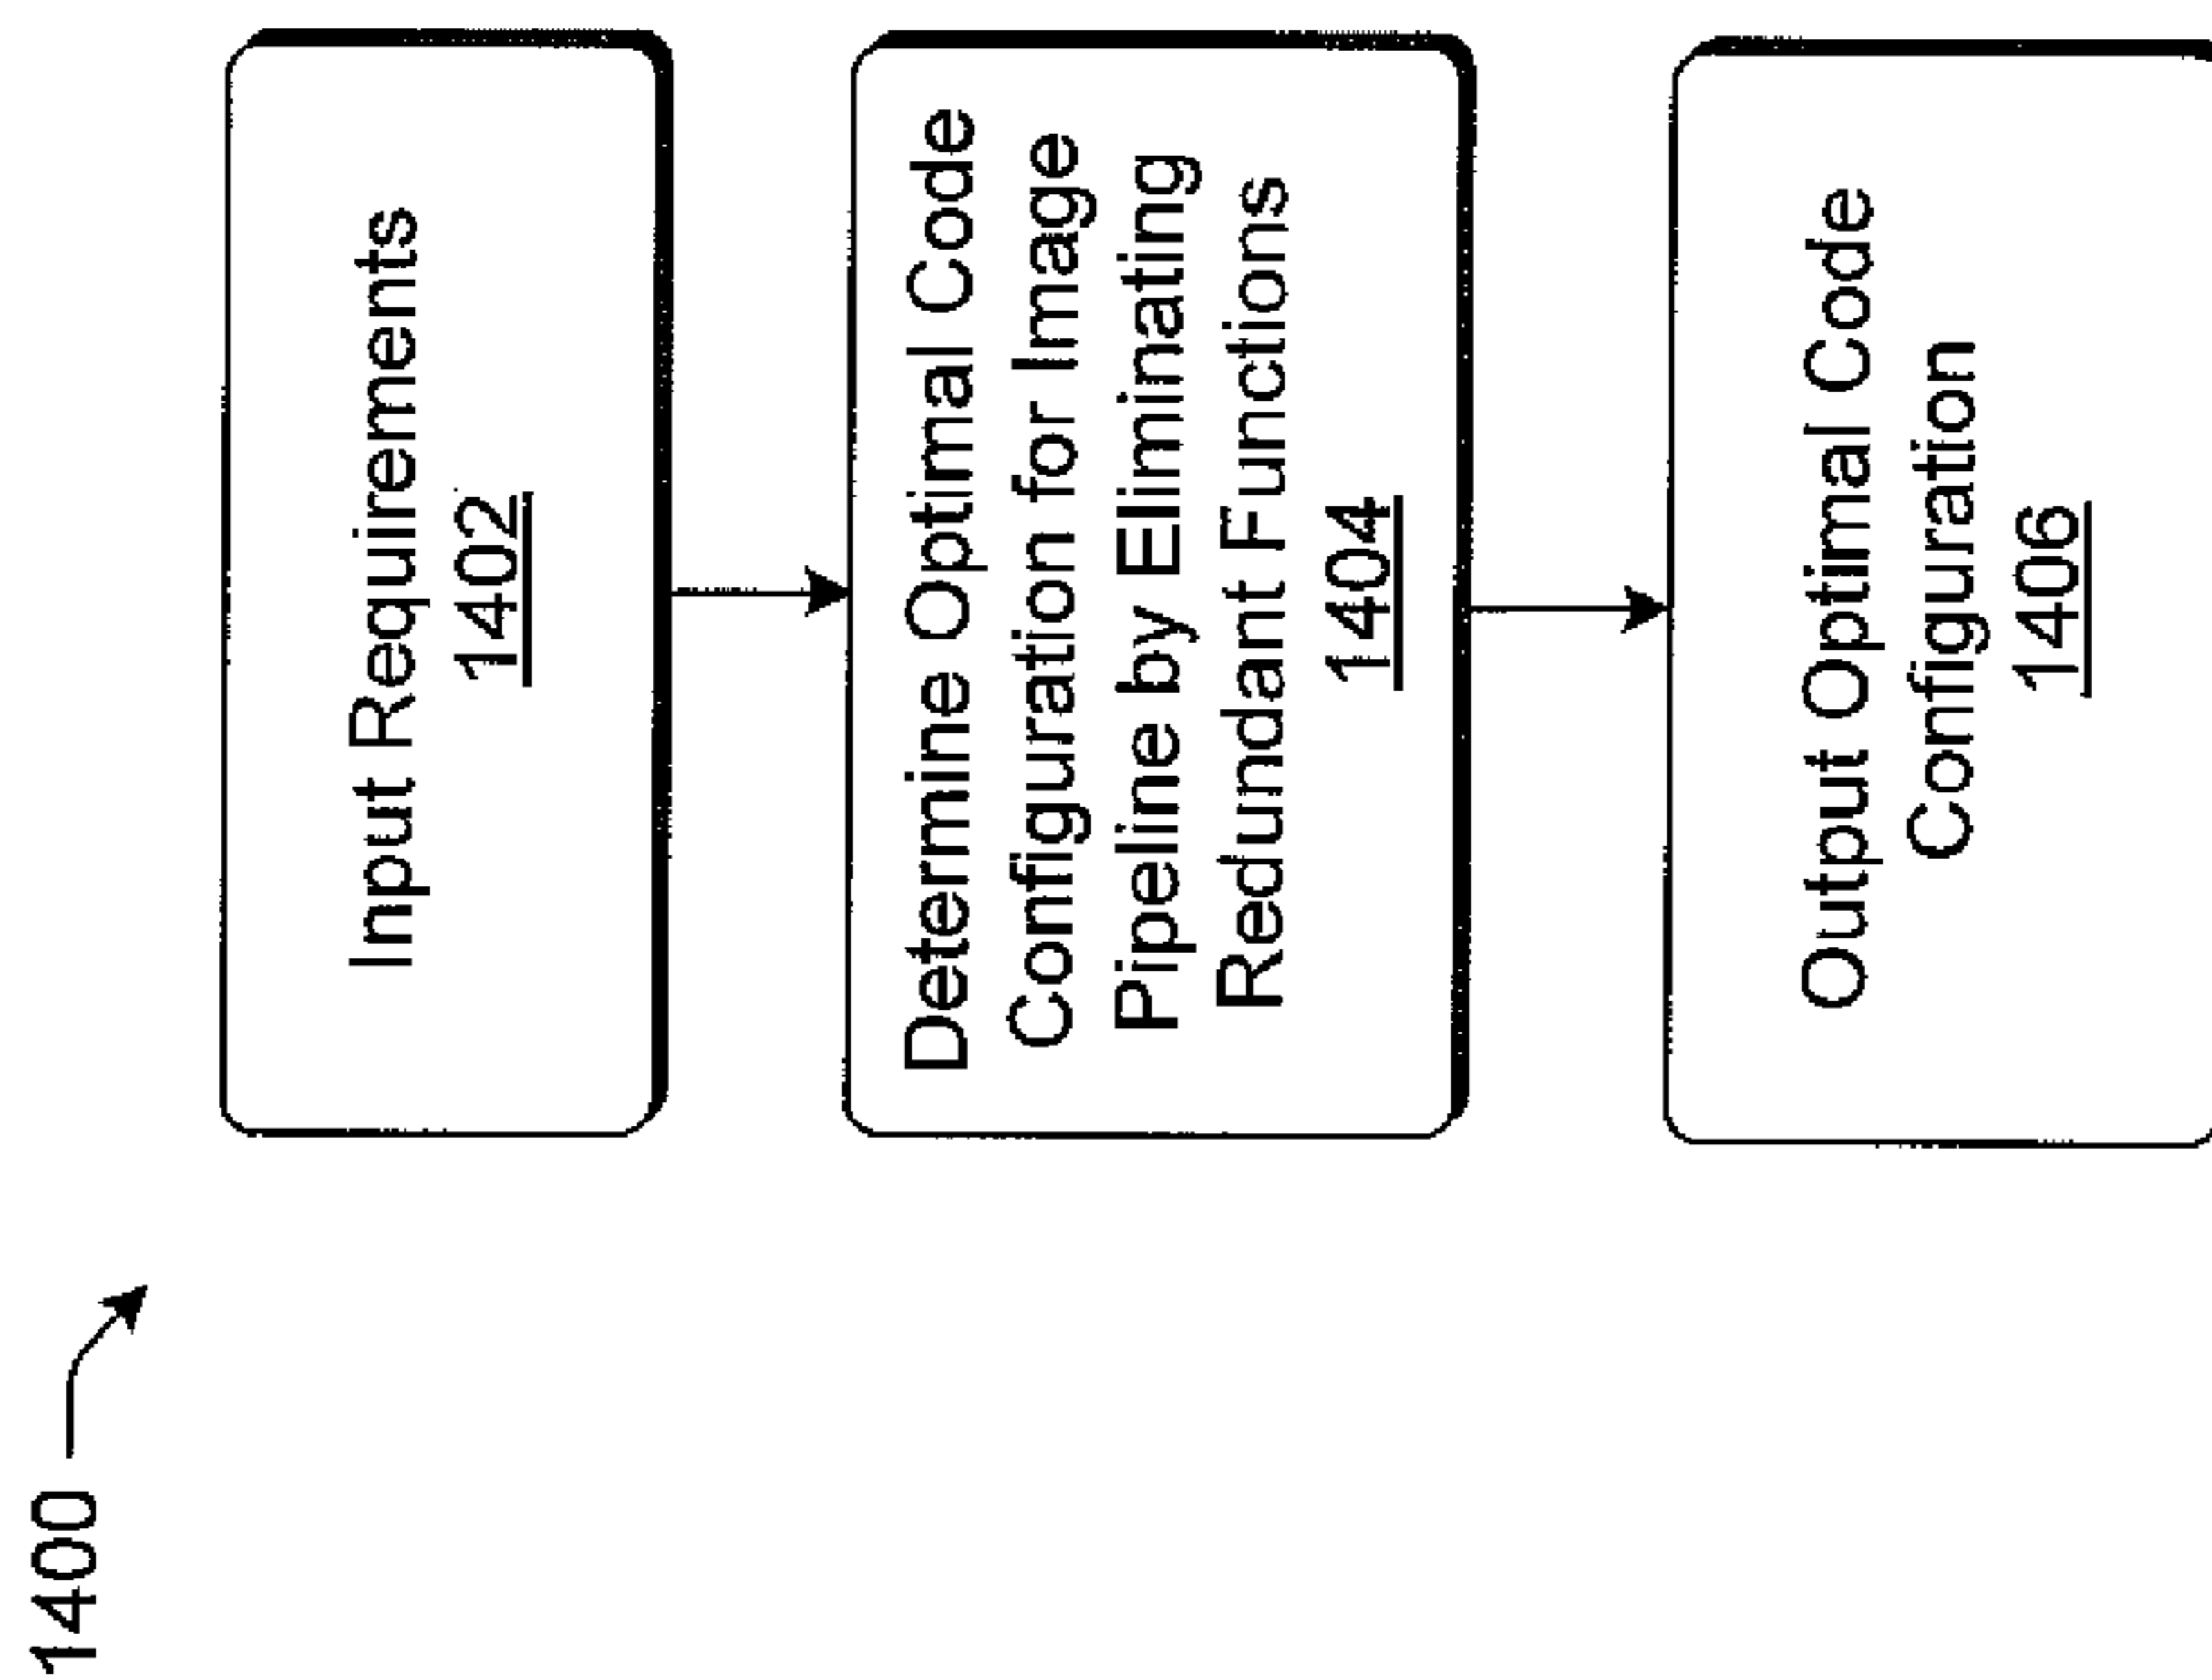 1400
Input Requirements
1402
Determine Optimal Code
Configuration for Image
Pipeline by Eliminating
Redundant Functions
1404
Output Optimal Code
Configuration
1406